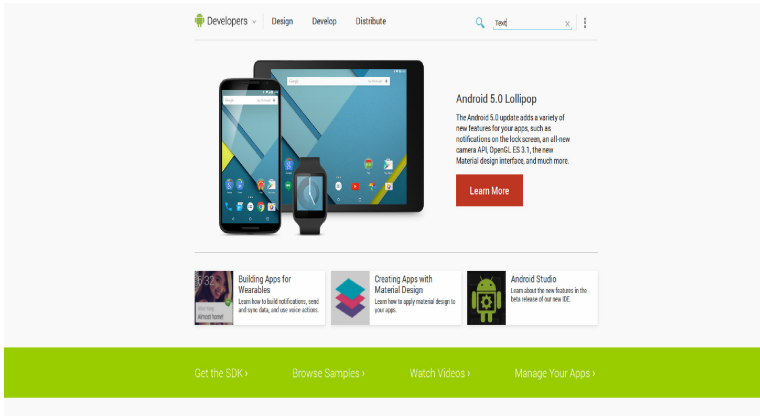 Developers
Design
Develop
Distribute
Text
Android 5.0 Lollipop
The Android 5.0 update adds a variety of
new features for your apps, such as
notifications on the lock screen, an all-new
camera API, OpenGL ES 3.1, the new
Material design interface, and much more.
Learn More
Building Apps for
Wearables
Learn how to build notifications, send
and sync data, and use voice actions.
Creating Apps with
Material Design
Learn how to apply material design to
your apps.
Android Studio
Learn about the new features in the
beta release of our new IDE.
Almost home!
Get the SDK ›
Browse Samples ›
Watch Videos ›
Manage Your Apps ›